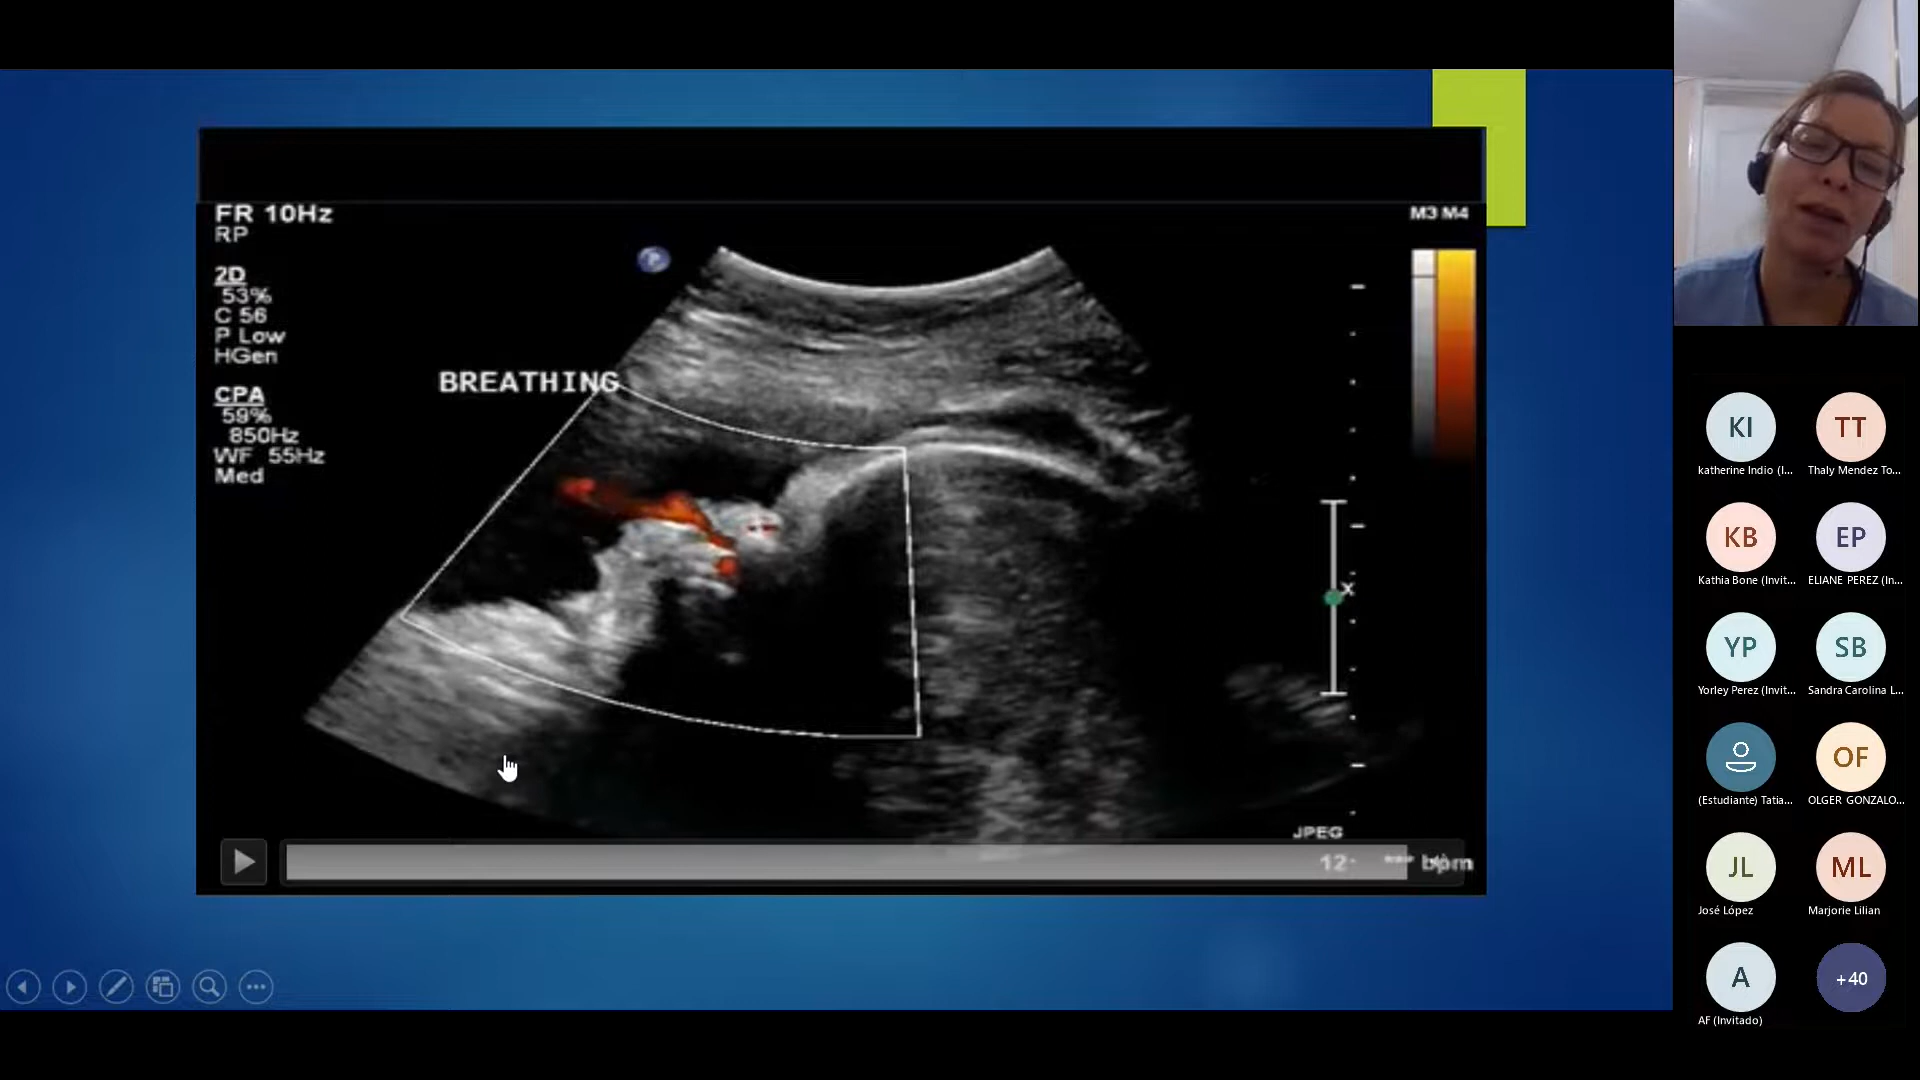 FR 10Hz
RP
2D
53%
C 56
P Low
HGen
CPA
59%
850Hz
WF 55Hz
Med
BREATHING
P
M3 M4
x
JPEG
12
*** bpm
KI
katherine Indio (I...
TT
Thaly Mendez To...
KB
Kathia Bone (Invit...
EP
ELIANE PEREZ (In...
YP
Yorley Perez (Invit...
SB
Sandra Carolina L...
(Estudiante) Tatia...
OF
OLGER GONZALO...
JL
José López
ML
Marjorie Lilian
A
AF (Invitado)
+40